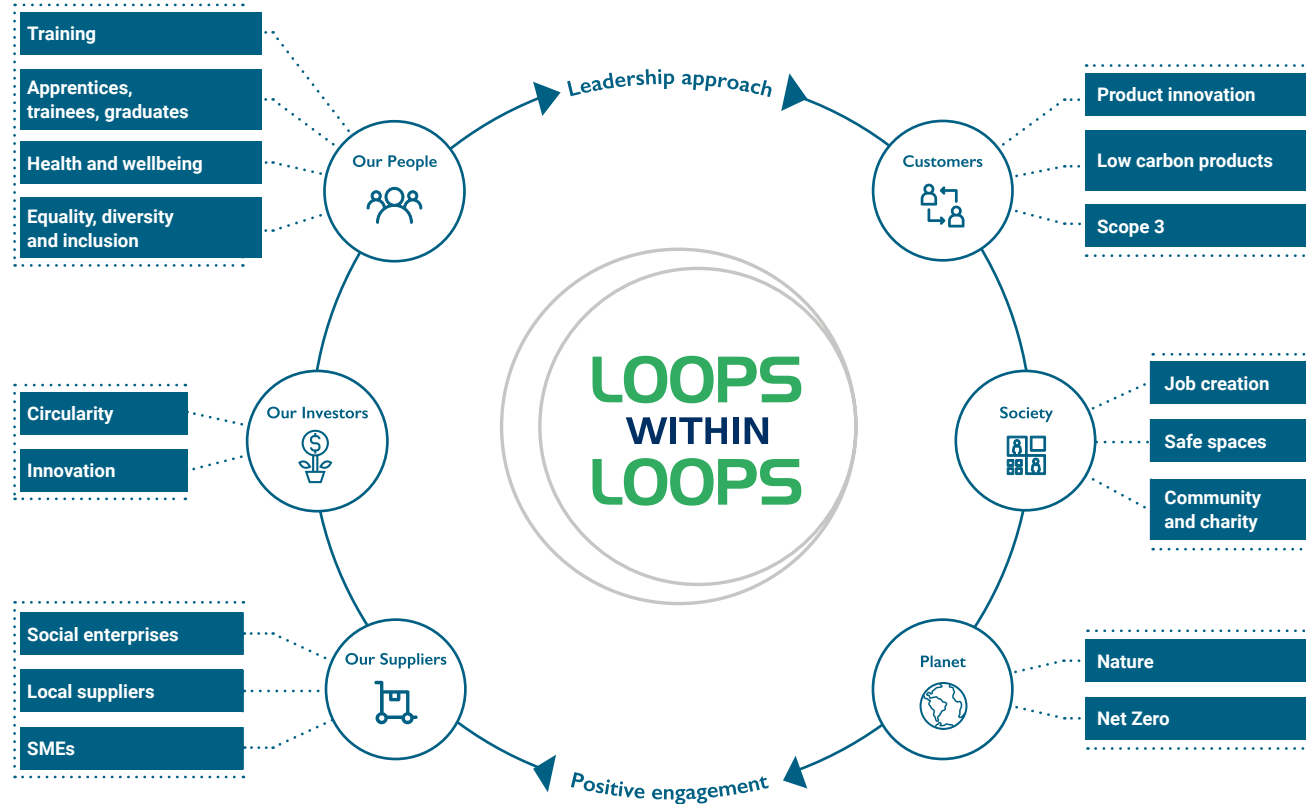 Training
Apprentices,
trainees, graduates
Health and wellbeing
Equality, diversity
and inclusion
Our People
Leadership approach
Customers
Product innovation
Low carbon products
Scope 3
Circularity
Innovation
Our Investors
$
LOOPS
WITHIN
LOOPS
Society
Job creation
Safe spaces
Community
and charity
Social enterprises
Local suppliers
SMEs
Our Suppliers
Positive engagement
Planet
Nature
Net Zero